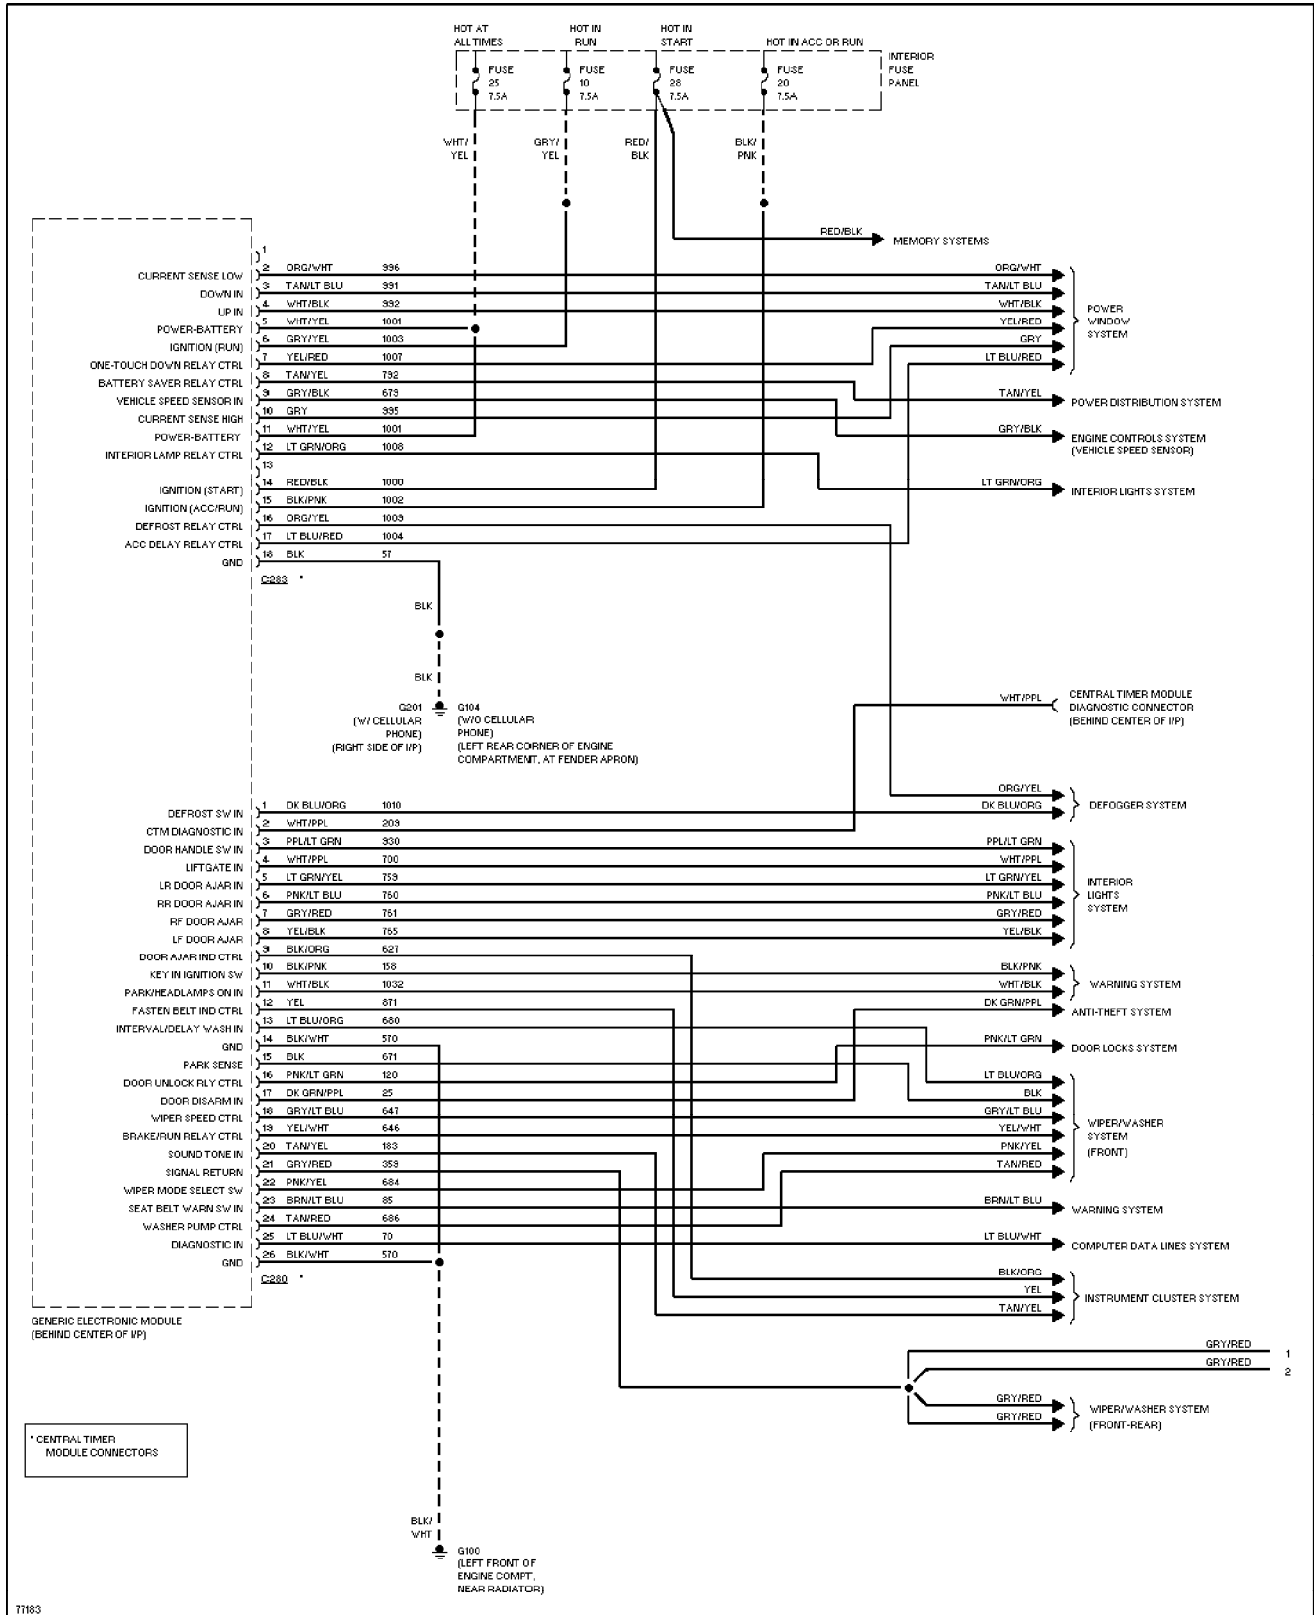 HOT AT
ALL TIMES
HOT IN
RUN
HOT IN
START
HOT IN ACC OR RUN
FUSE
25
7.5A
FUSE
10
7.5A
FUSE
28
7.5A
FUSE
20
7.5A
INTERIOR
FUSE
PANEL
WHT/
YEL
GRY/
YEL
RED/
BLK
BLK/
PNK
RED/BLK MEMORY SYSTEMS
1
CURRENT SENSE LOW 2 ORG/WHT 996 ORG/WHT
DOWN IN 3 TAN/LT BLU 991 TAN/LT BLU
UP IN 4 WHT/BLK 992 WHT/BLK
POWER-BATTERY 5 WHT/YEL 1001 YEL/RED
IGNITION (RUN) 6 GRY/YEL 1003 GRY
ONE-TOUCH DOWN RELAY CTRL 7 YEL/RED 1007 LT BLU/RED
POWER
WINDOW
SYSTEM
BATTERY SAVER RELAY CTRL 8 TAN/YEL 792
VEHICLE SPEED SENSOR IN 9 GRY/BLK 679 TAN/YEL POWER DISTRIBUTION SYSTEM
CURRENT SENSE HIGH 10 GRY 995
POWER-BATTERY 11 WHT/YEL 1001 GRY/BLK ENGINE CONTROLS SYSTEM
(VEHICLE SPEED SENSOR)
INTERIOR LAMP RELAY CTRL 12 LT GRN/ORG 1008
13
IGNITION (START) 14 RED/BLK 1000 LT GRN/ORG INTERIOR LIGHTS SYSTEM
IGNITION (ACC/RUN) 15 BLK/PNK 1002
DEFROST RELAY CTRL 16 ORG/YEL 1009
ACC DELAY RELAY CTRL 17 LT BLU/RED 1004
GND 18 BLK 57
C283 *
BLK
BLK
G201
(W/ CELLULAR
PHONE)
(RIGHT SIDE OF I/P)
G104
(W/O CELLULAR
PHONE)
(LEFT REAR CORNER OF ENGINE
COMPARTMENT, AT FENDER APRON)
WHT/PPL CENTRAL TIMER MODULE
DIAGNOSTIC CONNECTOR
(BEHIND CENTER OF I/P)
ORG/YEL
DEFROST SW IN 1 DK BLU/ORG 1010 DK BLU/ORG
DEFOGGER SYSTEM
CTM DIAGNOSTIC IN 2 WHT/PPL 209
DOOR HANDLE SW IN 3 PPL/LT GRN 930 PPL/LT GRN
LIFTGATE IN 4 WHT/PPL 700 WHT/PPL
LR DOOR AJAR IN 5 LT GRN/YEL 759 LT GRN/YEL
RR DOOR AJAR IN 6 PNK/LT BLU 760 PNK/LT BLU
RF DOOR AJAR 7 GRY/RED 761 GRY/RED
LF DOOR AJAR 8 YEL/BLK 765 YEL/BLK
INTERIOR
LIGHTS
SYSTEM
DOOR AJAR IND CTRL 9 BLK/ORG 627
KEY IN IGNITION SW 10 BLK/PNK 158 BLK/PNK
PARK/HEADLAMPS ON IN 11 WHT/BLK 1032 WHT/BLK
WARNING SYSTEM
FASTEN BELT IND CTRL 12 YEL 871 DK GRN/PPL ANTI-THEFT SYSTEM
INTERVAL/DELAY WASH IN 13 LT BLU/ORG 680
GND 14 BLK/WHT 570 PNK/LT GRN DOOR LOCKS SYSTEM
PARK SENSE 15 BLK 671
DOOR UNLOCK RLY CTRL 16 PNK/LT GRN 120 LT BLU/ORG
DOOR DISARM IN 17 DK GRN/PPL 25 BLK
WIPER SPEED CTRL 18 GRY/LT BLU 647 GRY/LT BLU
BRAKE/RUN RELAY CTRL 19 YEL/WHT 646 YEL/WHT
SOUND TONE IN 20 TAN/YEL 183 PNK/YEL
SIGNAL RETURN 21 GRY/RED 359 TAN/RED
WIPER/WASHER
SYSTEM
(FRONT)
WIPER MODE SELECT SW 22 PNK/YEL 684
SEAT BELT WARN SW IN 23 BRN/LT BLU 85 BRN/LT BLU WARNING SYSTEM
WASHER PUMP CTRL 24 TAN/RED 686
DIAGNOSTIC IN 25 LT BLU/WHT 70 LT BLU/WHT COMPUTER DATA LINES SYSTEM
GND 26 BLK/WHT 570
C280 *
BLK/ORG
YEL
TAN/YEL
INSTRUMENT CLUSTER SYSTEM
GENERIC ELECTRONIC MODULE
(BEHIND CENTER OF I/P)
GRY/RED 1
GRY/RED 2
GRY/RED
GRY/RED
WIPER/WASHER SYSTEM
(FRONT-REAR)
* CENTRAL TIMER
MODULE CONNECTORS
BLK/
WHT
G100
(LEFT FRONT OF
ENGINE COMPT,
NEAR RADIATOR)
77183